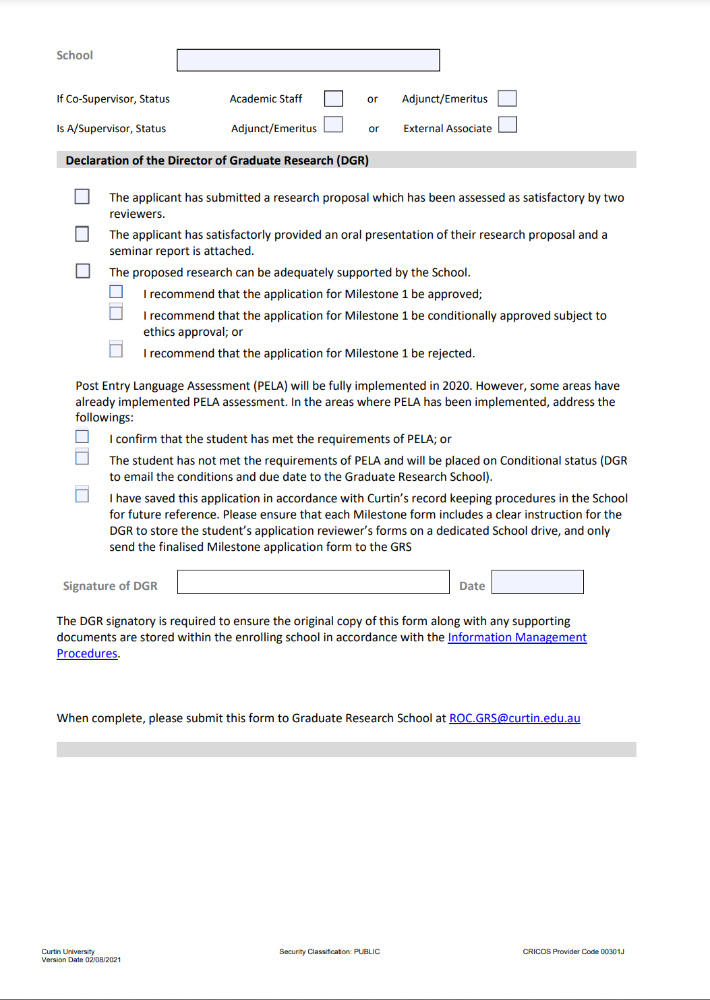 School
If Co-Supervisor, Status Academic Staff or Adjunct/Emeritus
Is A/Supervisor, Status Adjunct/Emeritus or External Associate
Declaration of the Director of Graduate Research (DGR)
The applicant has submitted a research proposal which has been assessed as satisfactory by two
reviewers.
The applicant has satisfactorly provided an oral presentation of their research proposal and a
seminar report is attached.
The proposed research can be adequately supported by the School.
I recommend that the application for Milestone 1 be approved;
I recommend that the application for Milestone 1 be conditionally approved subject to
ethics approval; or
I recommend that the application for Milestone 1 be rejected.
Post Entry Language Assessment (PELA) will be fully implemented in 2020. However, some areas have
already implemented PELA assessment. In the areas where PELA has been implemented, address the
followings:
I confirm that the student has met the requirements of PELA; or
The student has not met the requirements of PELA and will be placed on Conditional status (DGR
to email the conditions and due date to the Graduate Research School).
I have saved this application in accordance with Curtin’s record keeping procedures in the School
for future reference. Please ensure that each Milestone form includes a clear instruction for the
DGR to store the student’s application reviewer’s forms on a dedicated School drive, and only
send the finalised Milestone application form to the GRS
Signature of DGR Date
The DGR signatory is required to ensure the original copy of this form along with any supporting
documents are stored within the enrolling school in accordance with the Information Management
Procedures.
When complete, please submit this form to Graduate Research School at ROC.GRS@curtin.edu.au
Curtin University Security Classification: PUBLIC CRICOS Provider Code 00301J
Version Date 02/08/2021